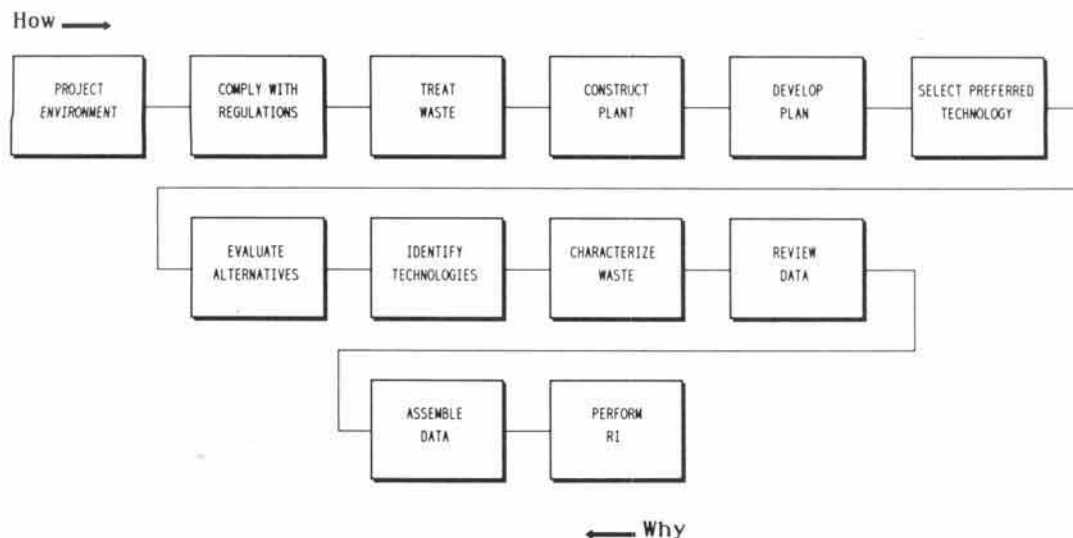 How
PROJECT
ENVIRONMENT
COMPLY WITH
REGULATIONS
TREAT
WASTE
CONSTRUCT
PLANT
DEVELOP
PLAN
SELECT PREFERRED
TECHNOLOGY
EVALUATE
ALTERNATIVES
IDENTIFY
TECHNOLOGIES
CHARACTERIZE
WASTE
REVIEW
DATA
ASSEMBLE
DATA
PERFORM
RI
Why